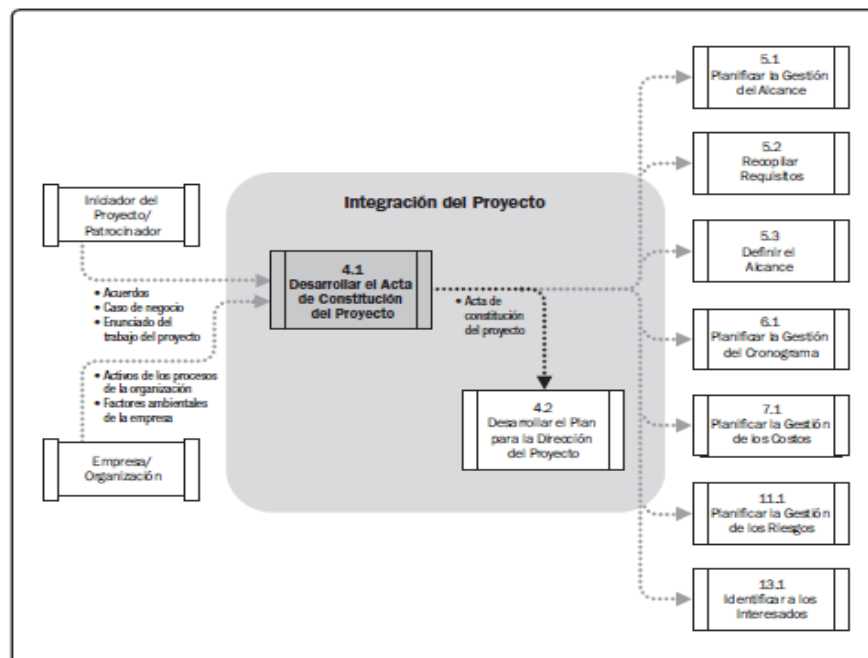 Integración del Proyecto
Iniciador del
Proyecto/
Patrocinador
• Acuerdos
• Caso de negocio
• Enunciado del
trabajo del proyecto
• Activos de los procesos
de la organización
• Factores ambientales
de la empresa
Empresa/
Organización
4.1
Desarrollar el Acta
de Constitución
del Proyecto
• Acta de
constitución
del proyecto
4.2
Desarrollar el Plan
para la Dirección
del Proyecto
5.1
Planificar la Gestión
del Alcance
5.2
Recopilar
Requisitos
5.3
Definir el
Alcance
6.1
Planificar la Gestión
del Cronograma
7.1
Planificar la Gestión
de los Costos
11.1
Planificar la Gestión
de los Riesgos
13.1
Identificar a los
Interesados